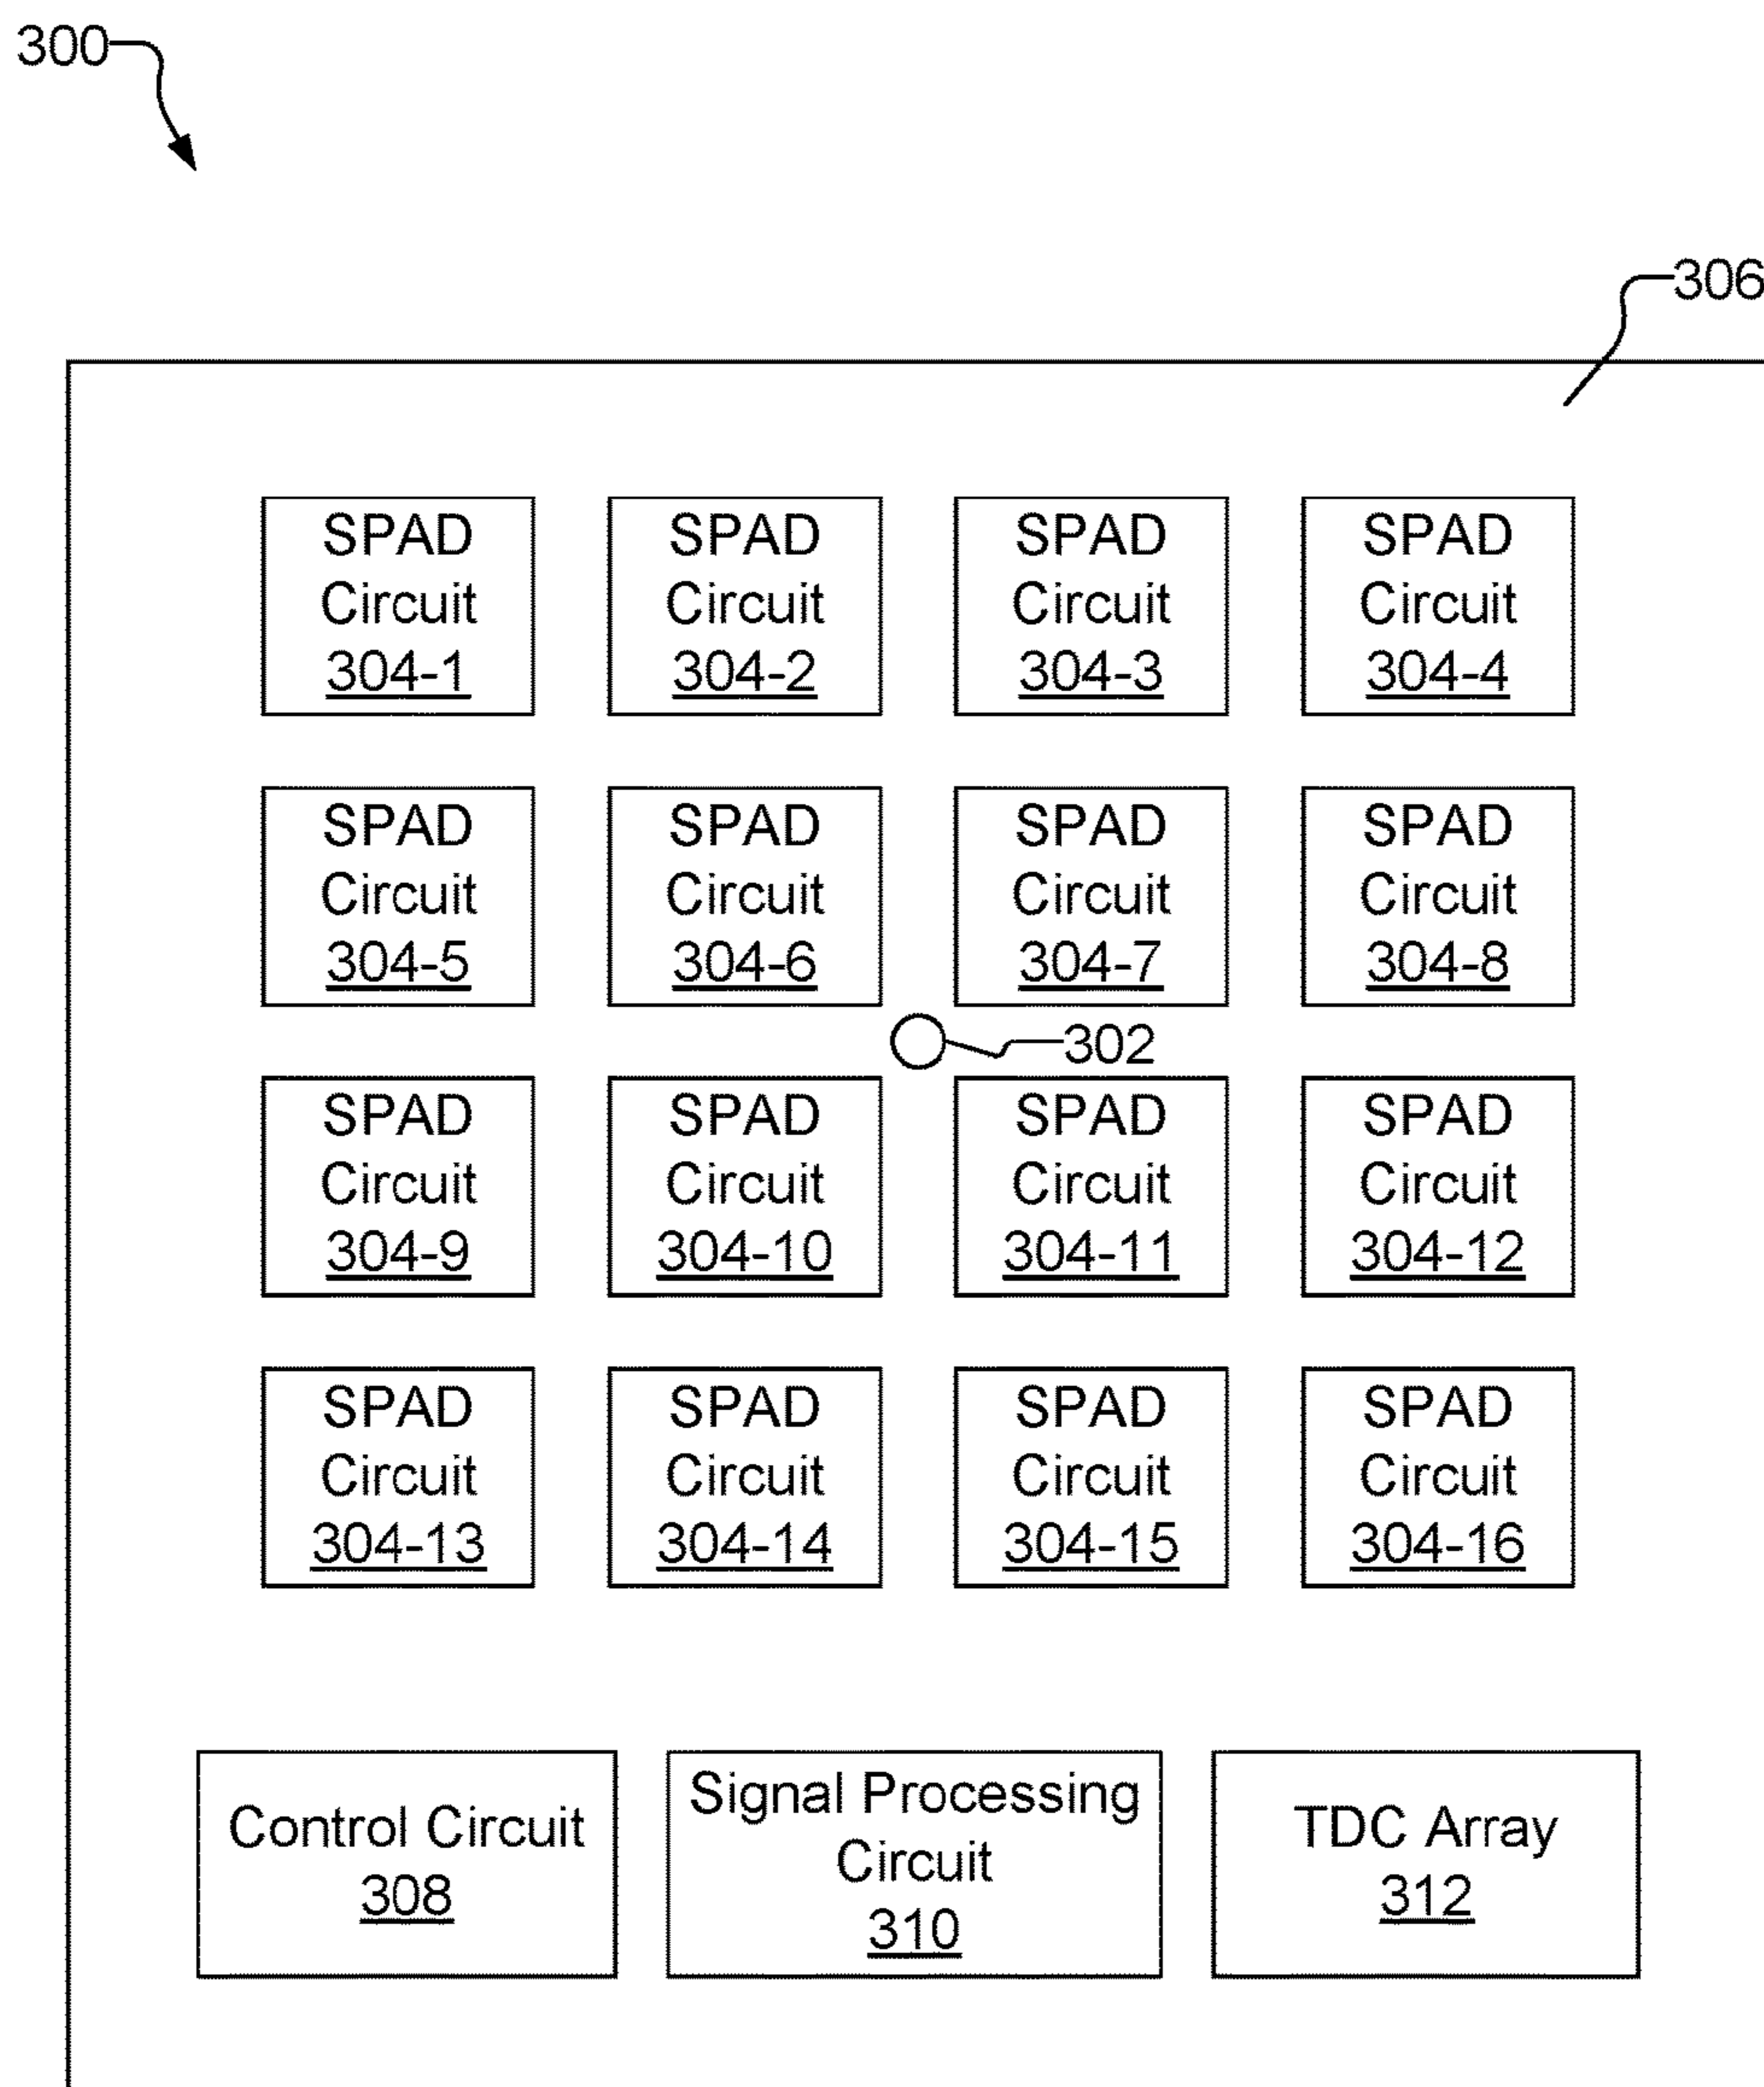 300
306
SPAD SPAD SPAD SPAD
Circuit Circuit Circuit Circuit
304-1 304-2 304-3 304-4
SPAD SPAD SPAD SPAD
Circuit Circuit Circuit Circuit
304-5 304-6 304-7 304-8
302
SPAD SPAD SPAD SPAD
Circuit Circuit Circuit Circuit
304-9 304-10 304-11 304-12
SPAD SPAD SPAD SPAD
Circuit Circuit Circuit Circuit
304-13 304-14 304-15 304-16
Control Circuit
308
Signal Processing
Circuit
310
TDC Array
312